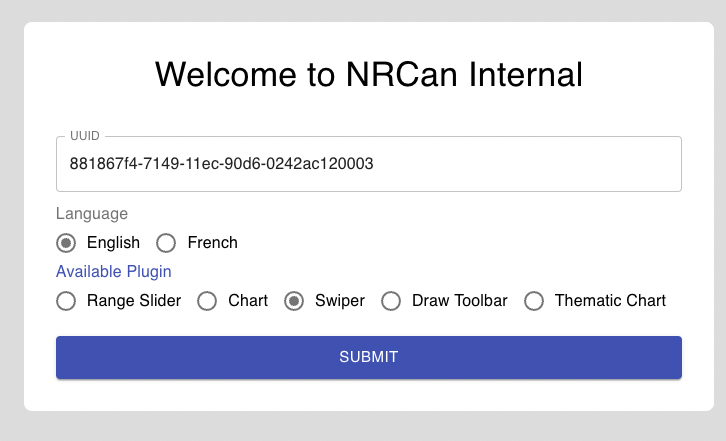 Welcome to NRCan Internal
UUID
881867f4-7149-11ec-90d6-0242ac120003
Language
English French
Available Plugin
Range Slider Chart Swiper Draw Toolbar Thematic Chart
SUBMIT